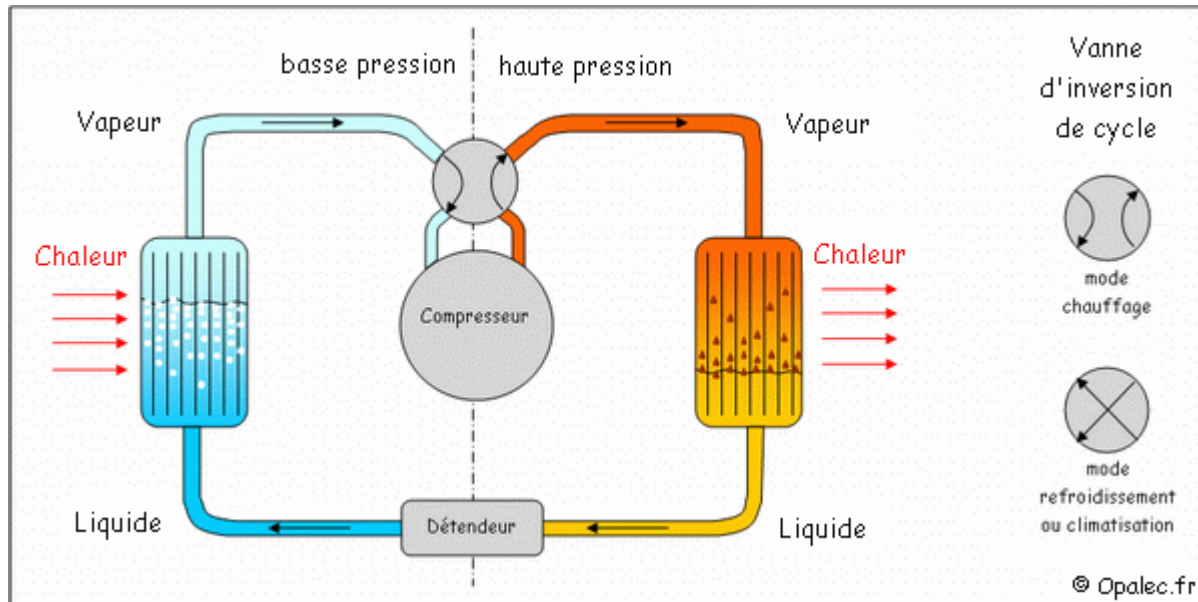 basse pression
haute pression
Vapeur
Vapeur
Chaleur
Chaleur
Compresseur
Liquide
Détendeur
Liquide
Vanne
d'inversion
de cycle
mode
chauffage
mode
refroidissement
ou climatisation
© Opalec.fr